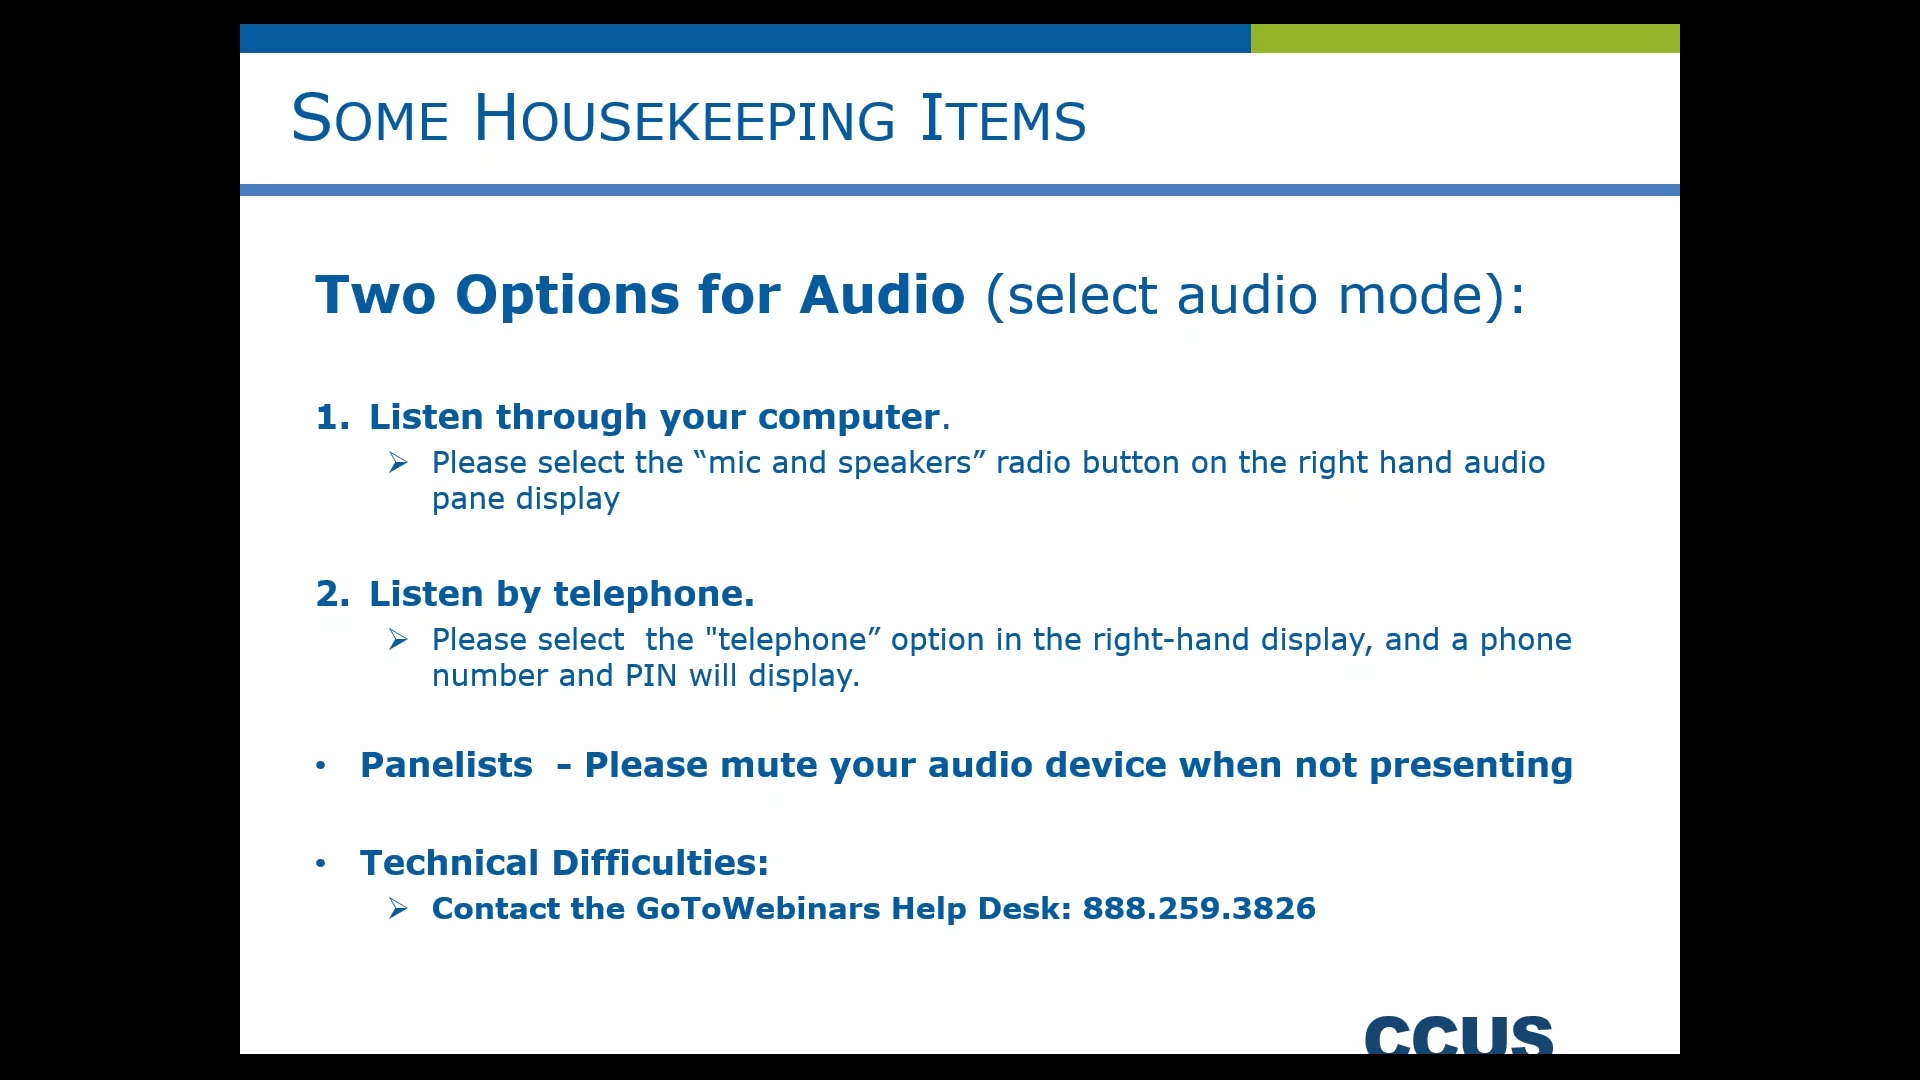 SOME HOUSEKEEPING ITEMS
Two Options for Audio (select audio mode):
1. Listen through your computer.
➢ Please select the “mic and speakers” radio button on the right hand audio
pane display
2. Listen by telephone.
➢ Please select  the "telephone” option in the right-hand display, and a phone
number and PIN will display.
• Panelists  – Please mute your audio device when not presenting
• Technical Difficulties:
➢ Contact the GoToWebinars Help Desk: 888.259.3826
CCUS